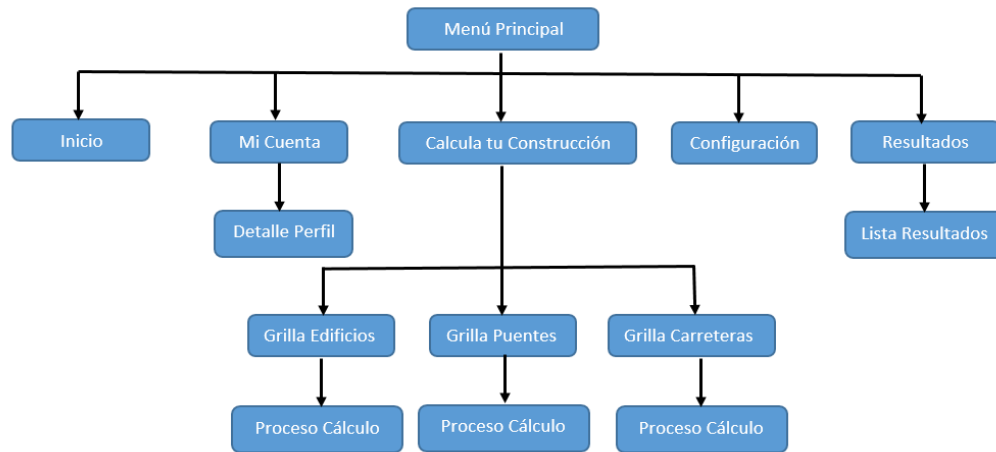 Menú Principal
Inicio
Mi Cuenta
Calcula tu Construcción
Configuración
Resultados
Detalle Perfil
Lista Resultados
Grilla Edificios
Grilla Puentes
Grilla Carreteras
Proceso Cálculo
Proceso Cálculo
Proceso Cálculo